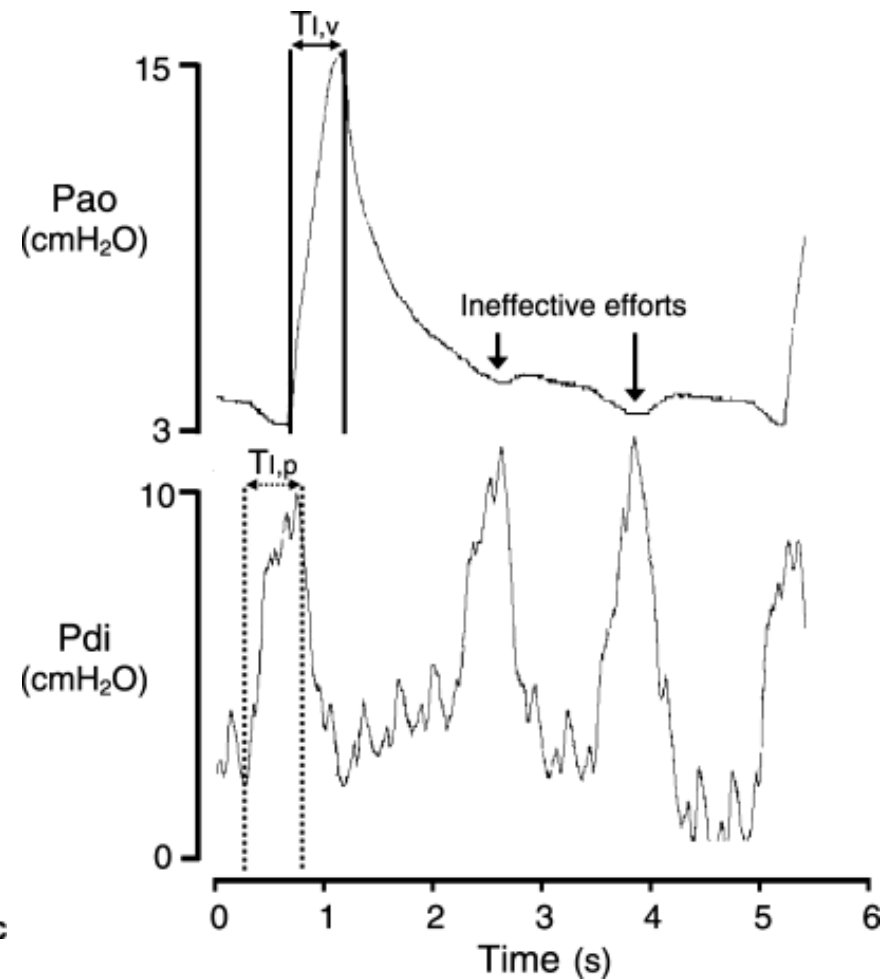 TI,v
15
Pao
(cmH₂O)
Ineffective efforts
3
TI,p
10
Pdi
(cmH₂O)
0
0 1 2 3 4 5 6
c
Time (s)